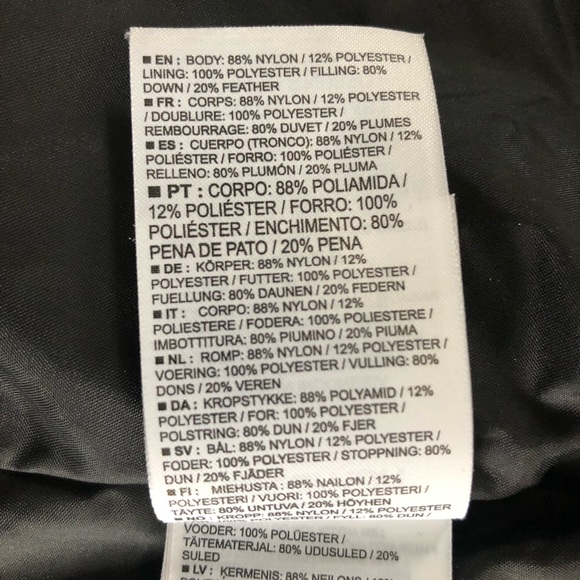 ■ EN : BODY: 88% NYLON / 12% POLYESTER /
LINING: 100% POLYESTER / FILLING: 80%
DOWN / 20% FEATHER
■ FR : CORPS: 88% NYLON / 12% POLYESTER
/ DOUBLURE: 100% POLYESTER /
REMBOURRAGE: 80% DUVET / 20% PLUMES
■ ES : CUERPO (TRONCO): 88% NYLON / 12%
POLIÉSTER / FORRO: 100% POLIÉSTER /
RELLENO: 80% PLUMÓN / 20% PLUMA
■ PT : CORPO: 88% POLIAMIDA /
12% POLIÉSTER / FORRO: 100%
POLIÉSTER / ENCHIMENTO: 80%
PENA DE PATO / 20% PENA
■ DE : KÖRPER: 88% NYLON / 12%
POLYESTER / FUTTER: 100% POLYESTER /
FUELLUNG: 80% DAUNEN / 20% FEDERN
■ IT : CORPO: 88% NYLON / 12%
POLIESTERE / FODERA: 100% POLIESTERE /
IMBOTTITURA: 80% PIUMINO / 20% PIUMA
■ NL : ROMP: 88% NYLON / 12% POLYESTER /
VOERING: 100% POLYESTER / VULLING: 80%
DONS / 20% VEREN
■ DA : KROPSTYKKE: 88% POLYAMID / 12%
POLYESTER / FOR: 100% POLYESTER /
POLSTRING: 80% DUN / 20% FJER
■ SV : BÅL: 88% NYLON / 12% POLYESTER /
FODER: 100% POLYESTER / STOPPNING: 80%
DUN / 20% FJÄDER
■ FI : MIEHUSTA: 88% NAILON / 12%
POLYESTERI / VUORI: 100% POLYESTERI /
TÄYTE: 80% UNTUVA / 20% HÖYHEN
■ NO : KROPP: 88% NYLON / 12% POLYESTER
VOODER: 100% POLÜESTER /
TÄITEMATERJAL: 80% UDUSULED / 20%
SULED
■ LV : ĶERMENIS: 88% NEILONS / 12%